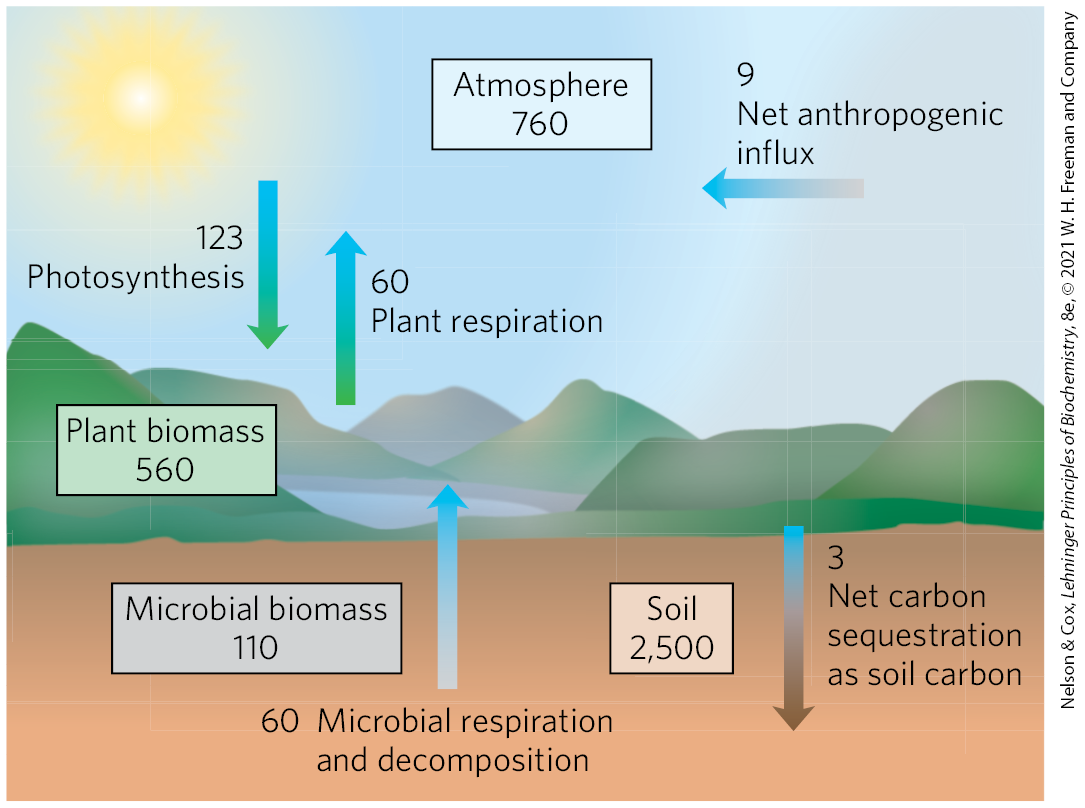 Atmosphere
760
9
Net anthropogenic
influx
123
Photosynthesis
60
Plant respiration
Plant biomass
560
Microbial biomass
110
Soil
2,500
3
Net carbon
sequestration
as soil carbon
60 Microbial respiration
and decomposition
Nelson & Cox, Lehninger Principles of Biochemistry, 8e, © 2021 W. H. Freeman and Company